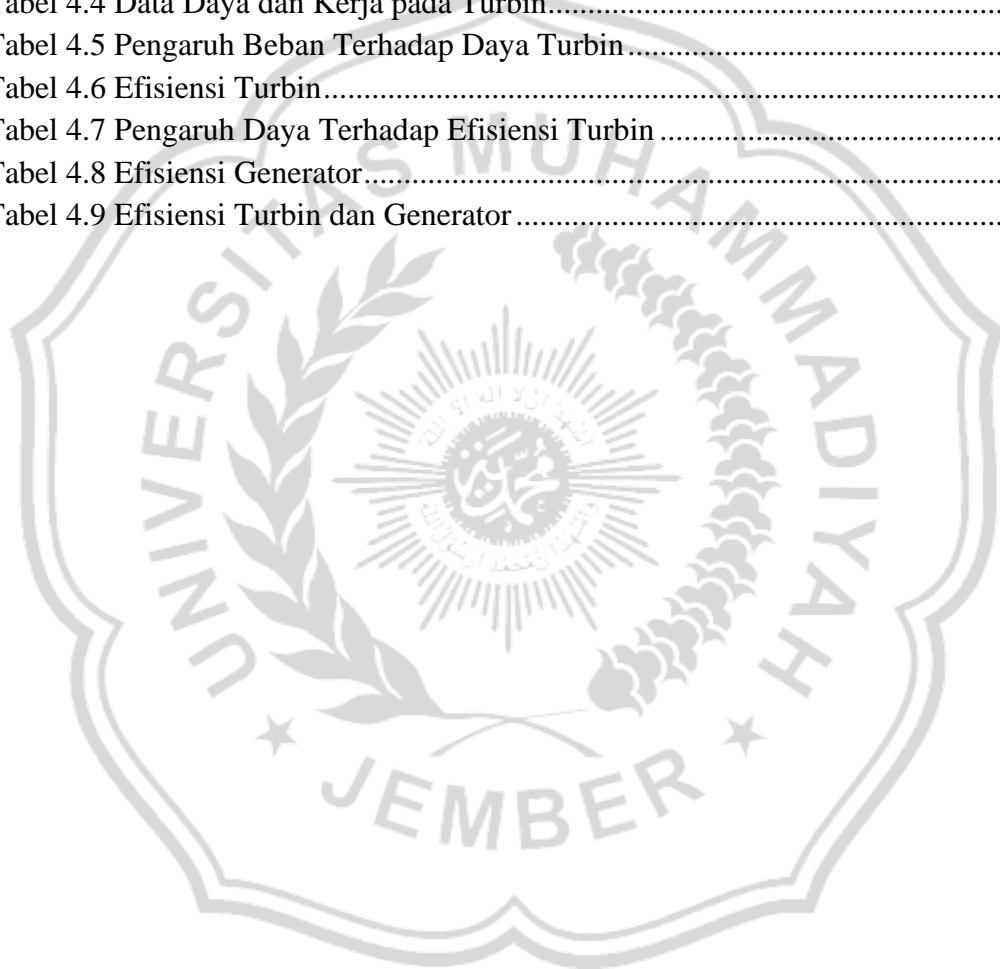 abel 4.4 Data Daya dan Kerja pada Turbin................................................
Tabel 4.5 Pengaruh Beban Terhadap Daya Turbin................................................
Tabel 4.6 Efisiensi Turbin................................................
Tabel 4.7 Pengaruh Daya Terhadap Efisiensi Turbin................................................
Tabel 4.8 Efisiensi Generator................................................
Tabel 4.9 Efisiensi Turbin dan Generator................................................
UNIVERSITAS MUHAMMADIYAH
JEMBER